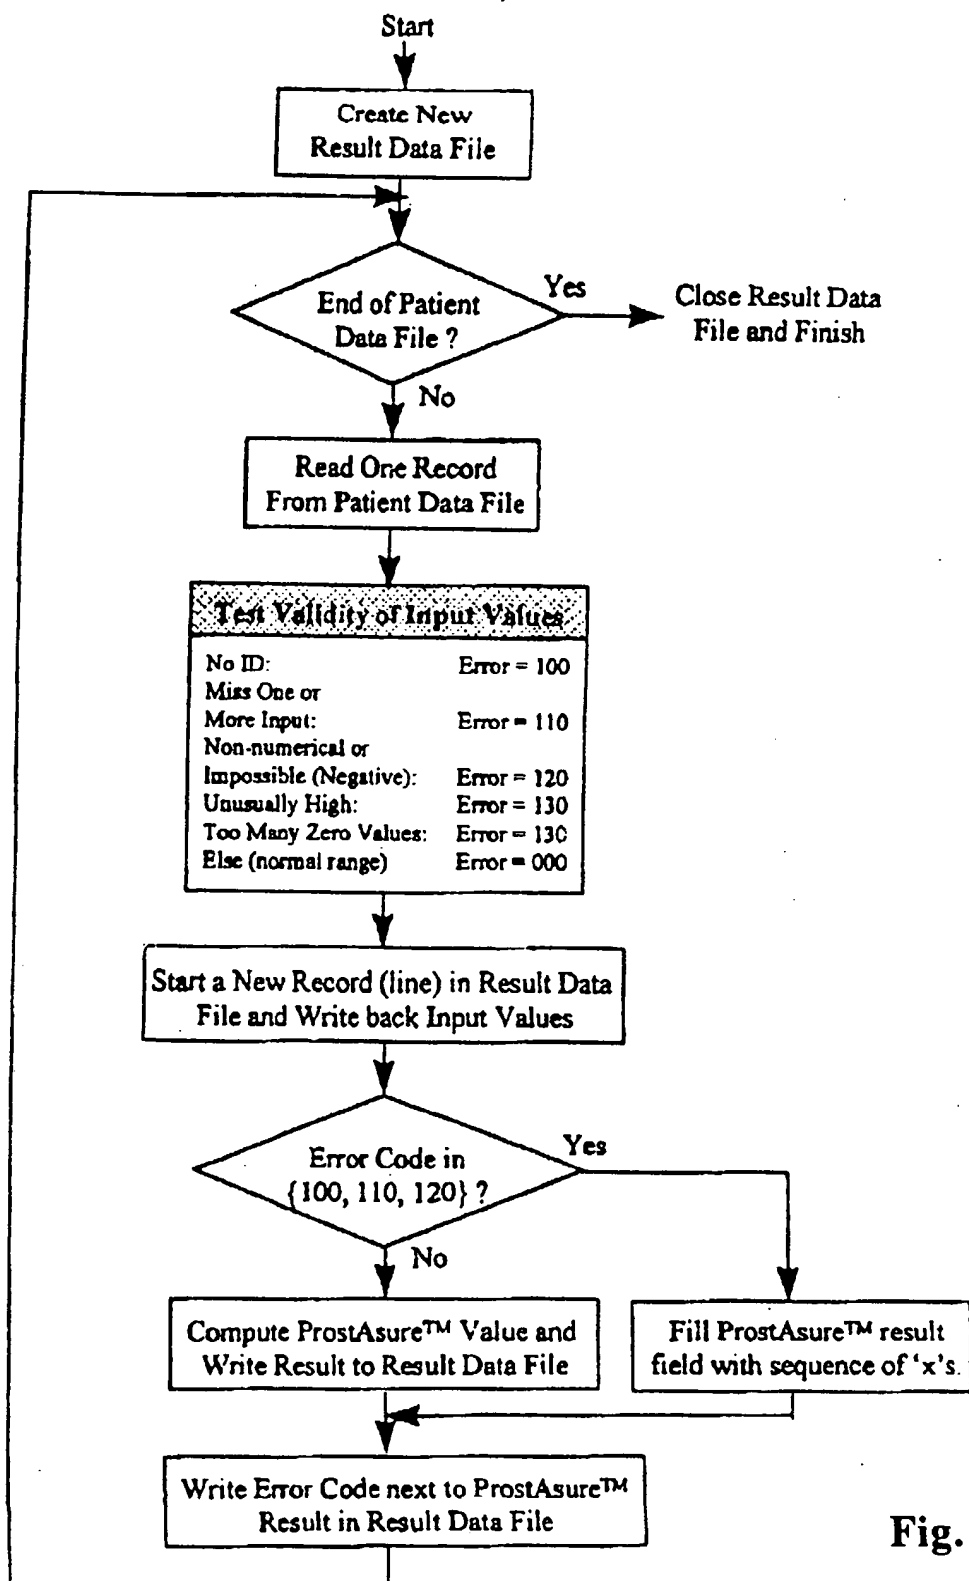 Start
Create New
Result Data File
End of Patient
Data File ?
Yes
Close Result Data
File and Finish
No
Read One Record
From Patient Data File
Test Validity of Input Values
No ID: Error = 100
Miss One or
More Input: Error = 110
Non-numerical or
Impossible (Negative): Error = 120
Unusually High: Error = 130
Too Many Zero Values: Error = 130
Else (normal range) Error = 000
Start a New Record (line) in Result Data
File and Write back Input Values
Error Code in
{100, 110, 120} ?
Yes
No
Compute ProstAsure™ Value and
Write Result to Result Data File
Fill ProstAsure™ result
field with sequence of 'x's.
Write Error Code next to ProstAsure™
Result in Result Data File
Fig.